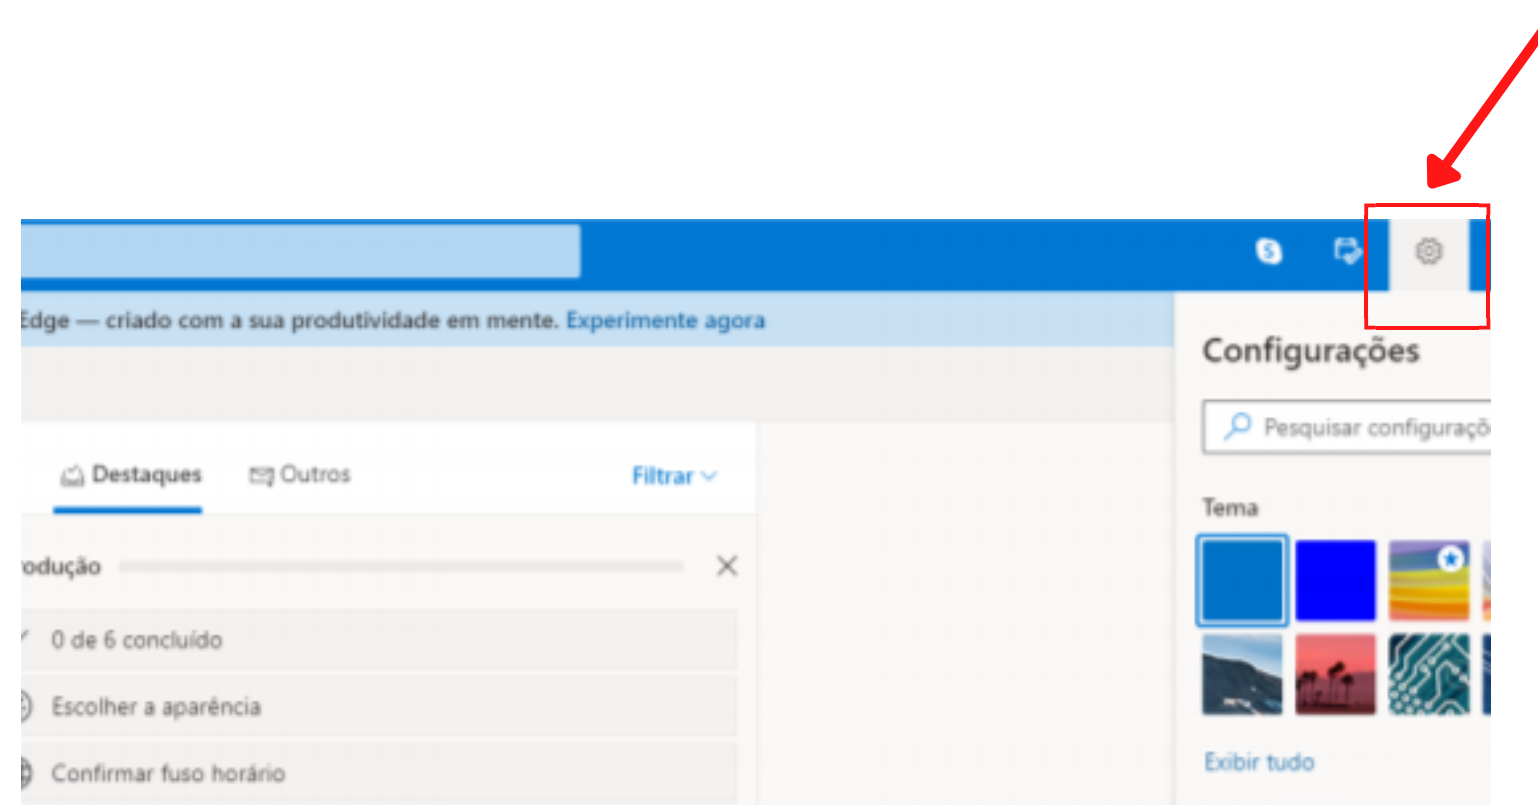 Edge — criado com a sua produtividade em mente. Experimente agora
Configurações
Pesquisar
Destaques
Outros
Filtrar
Tema
0 de 6 concluído
Escolher a aparência
Confirmar fuso horário
Exibir tudo